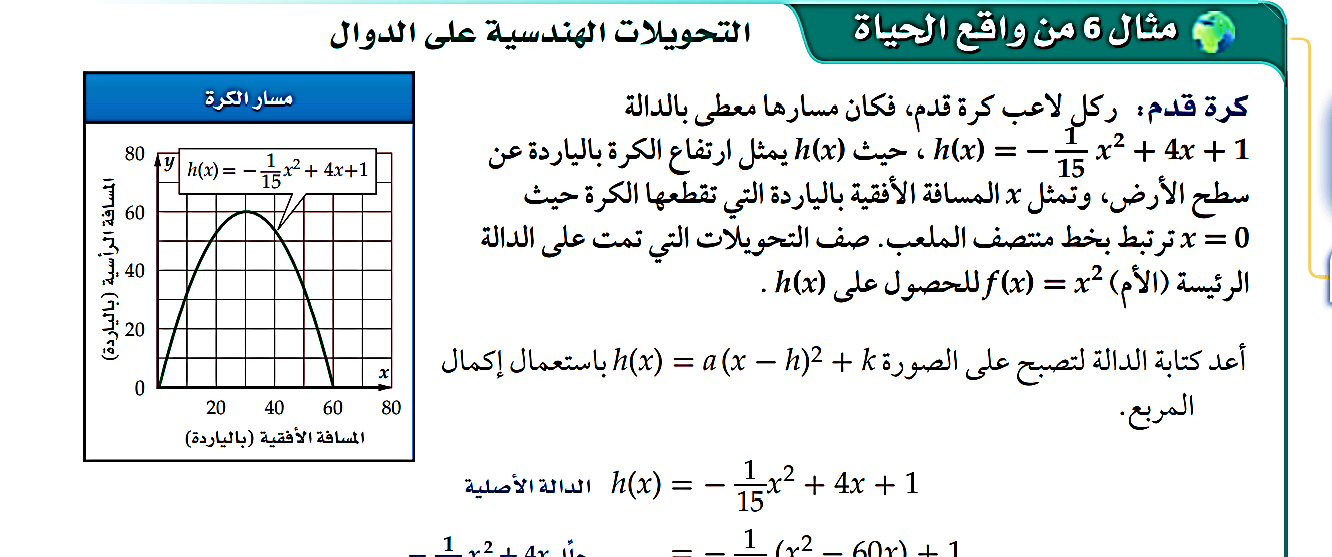 مثال 6 من واقع الحياة
التحويلات الهندسية على الدوال
كرة قدم: ركل لاعب كرة قدم، فكان مسارها معطى بالدالة
h(x) = −1/15 x² + 4x + 1 ، حيث h(x) يمثل ارتفاع الكرة بالياردة عن
سطح الأرض، وتمثل x المسافة الأفقية بالياردة التي تقطعها الكرة حيث
x = 0 ترتبط بخط منتصف الملعب. صف التحويلات التي تمت على الدالة
الرئيسة (الأم) f(x) = x² للحصول على h(x) .
مسار الكرة
المسافة الرأسية (بالياردة)
80
60
40
20
0
y
h(x) = −1/15 x² + 4x+1
x
20 40 60 80
المسافة الأفقية (بالياردة)
أعد كتابة الدالة لتصبح على الصورة h(x) = a(x − h)² + k باستعمال إكمال
المربع.
h(x) = −1/15 x² + 4x + 1 الدالة الأصلية
= −1/ (x² − 60x) + 1 حلّل −1/ x² + 4x